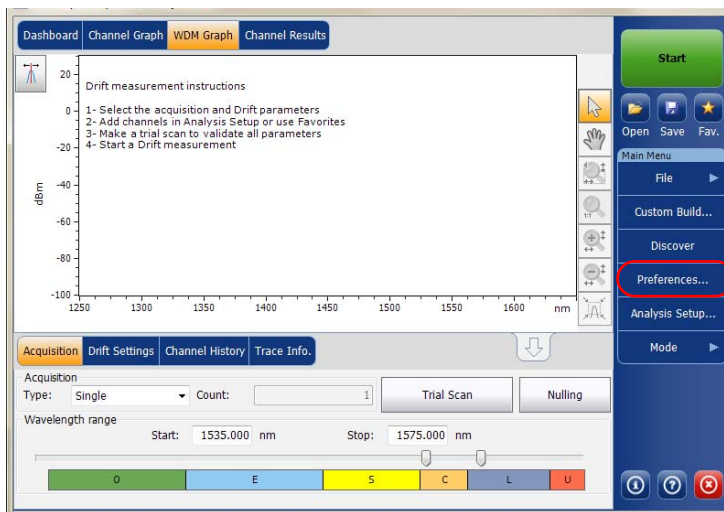 Dashboard Channel Graph WDM Graph Channel Results
Start
Open Save Fav.
Main Menu
File
Custom Build...
Discover
Preferences...
Analysis Setup...
Mode
Drift measurement instructions
1- Select the acquisition and Drift parameters
2- Add channels in Analysis Setup or use Favorites
3- Make a trial scan to validate all parameters
4- Start a Drift measurement
dBm
20
0
-20
-40
-60
-80
-100
1250 1300 1350 1400 1450 1500 1550 1600 nm
1:1
Acquisition Drift Settings Channel History Trace Info.
Acquisition
Type: Single Count: 1 Trial Scan Nulling
Wavelength range
Start: 1535.000 nm Stop: 1575.000 nm
O E S C L U